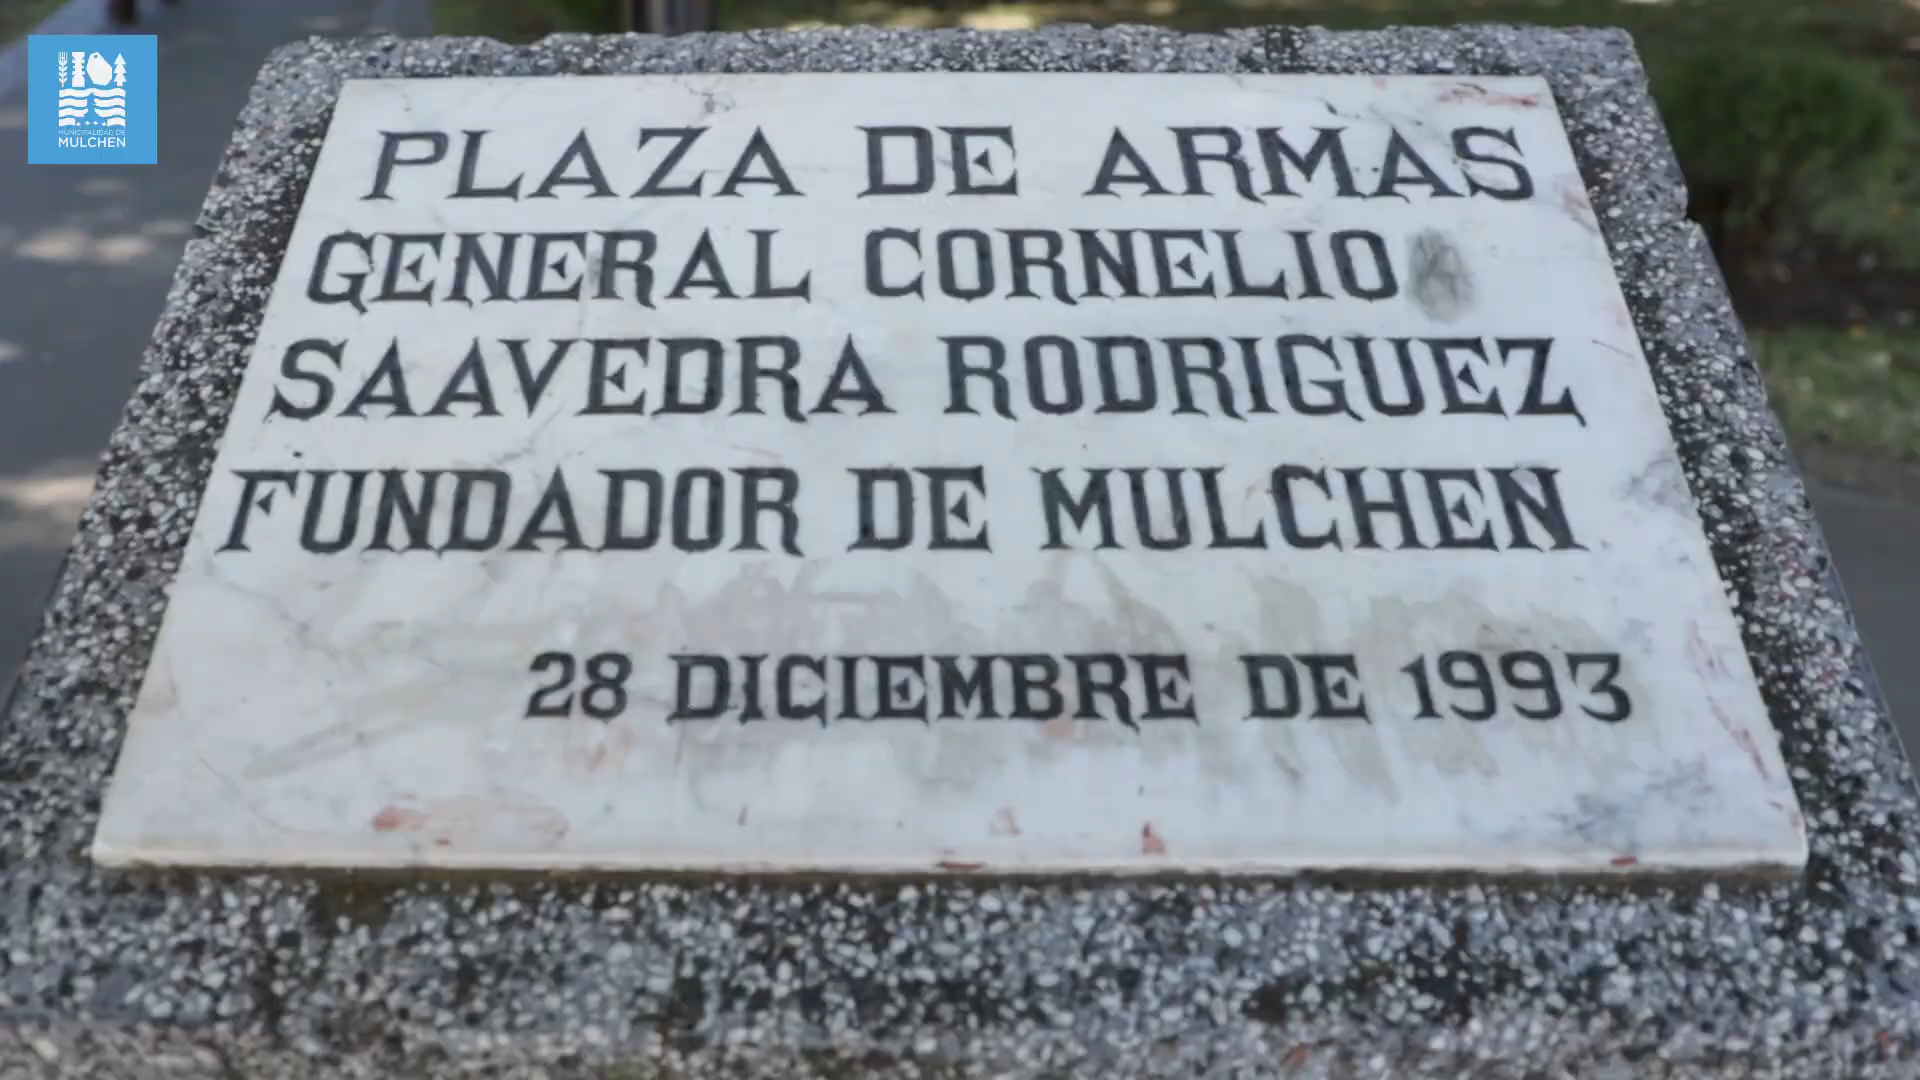 MUNICIPALIDAD DE
MULCHEN
PLAZA DE ARMAS
GENERAL CORNELIO
SAAVEDRA RODRIGUEZ
FUNDADOR DE MULCHEN
28 DICIEMBRE DE 1993